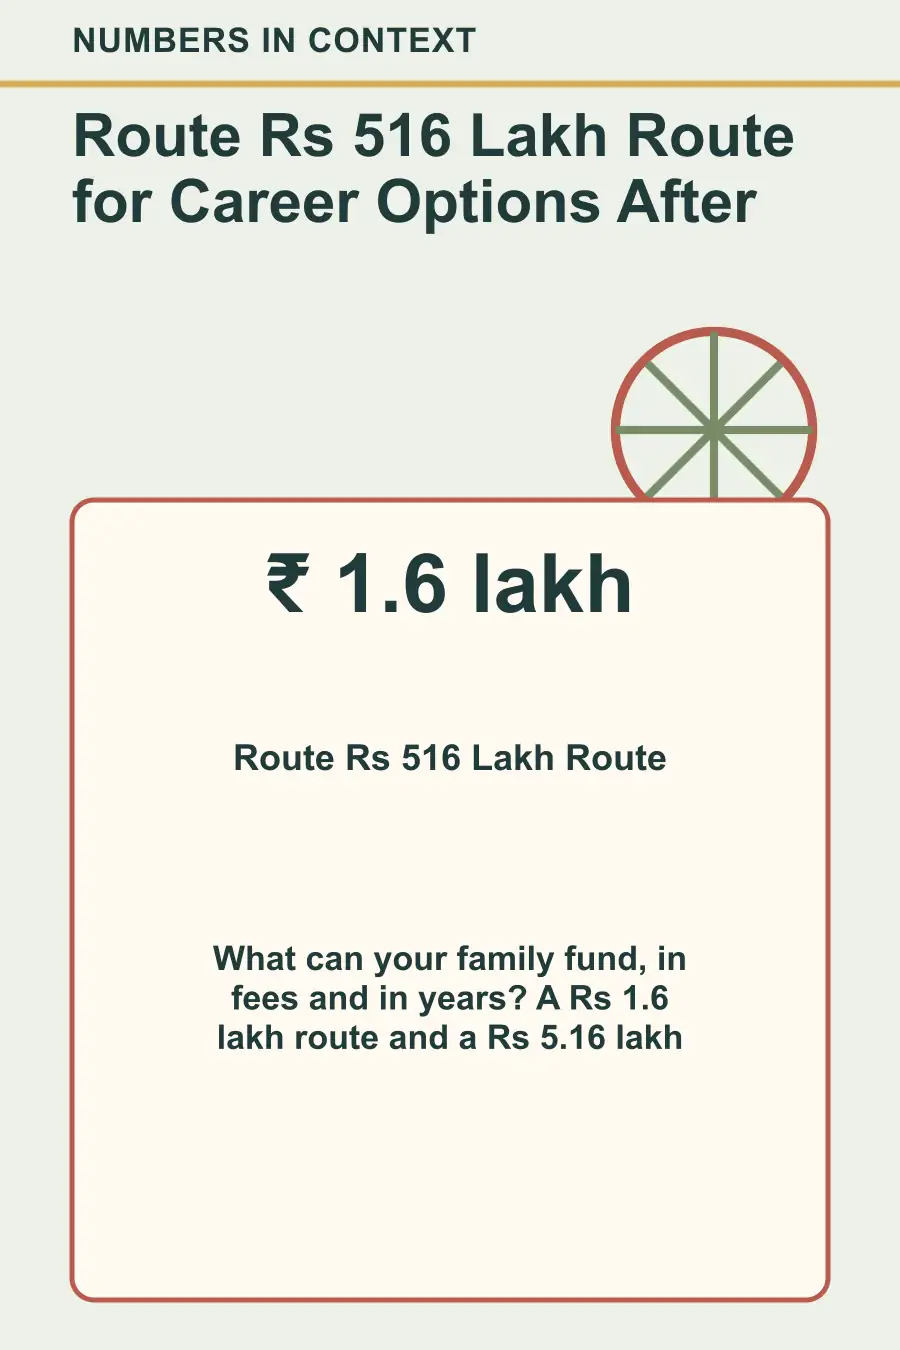 NUMBERS IN CONTEXT
Route Rs 516 Lakh Route
for Career Options After
₹ 1.6 lakh
Route Rs 516 Lakh Route
What can your family fund, in
fees and in years? A Rs 1.6
lakh route and a Rs 5.16 lakh